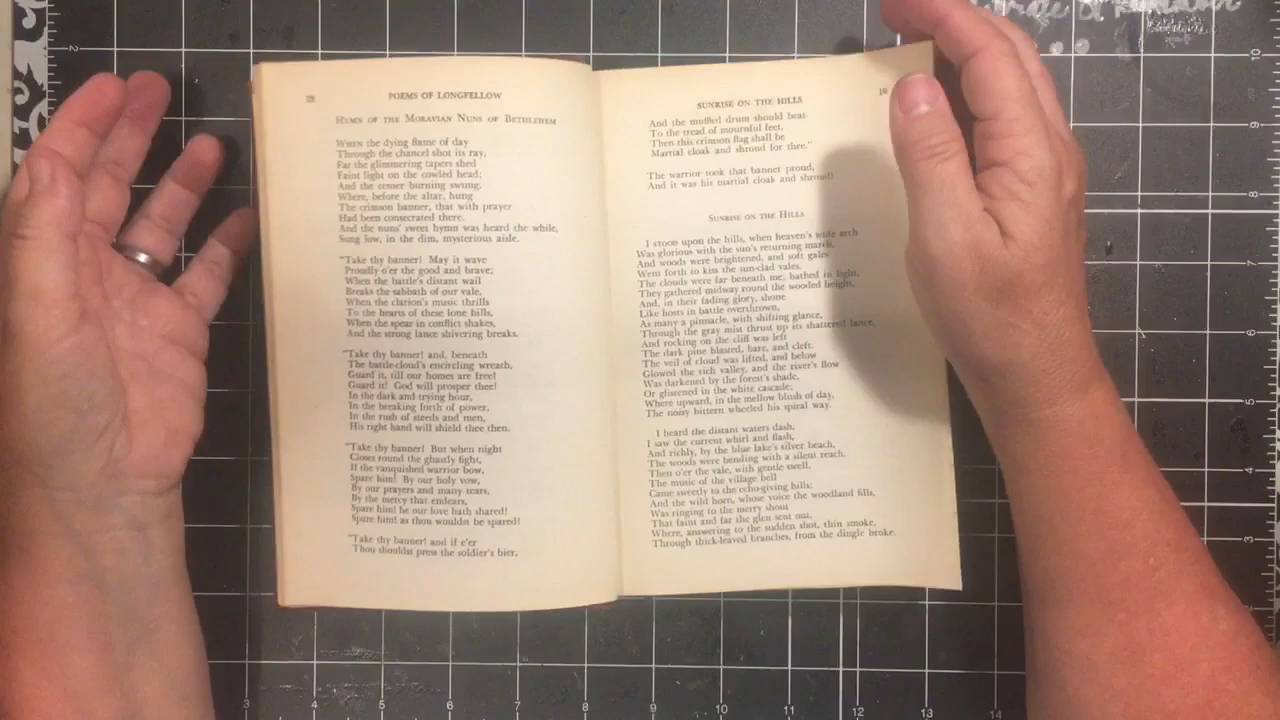 POEMS OF LONGFELLOW
HYMN OF THE MORAVIAN NUNS OF BETHLEHEM
WHEN the dying flame of day
Through the chancel shot its ray,
Far the glimmering tapers shed
Faint light on the cowled head;
And the censer burning swung,
Where, before the altar, hung
The crimson banner, that with prayer
Had been consecrated there.
And the nuns' sweet hymn was heard the while,
Sung low, in the dim, mysterious aisle.
"Take thy banner! May it wave
Proudly o'er the good and brave;
When the battle's distant wail
Breaks the sabbath of our vale,
When the clarion's music thrills
To the hearts of these lone hills,
When the spear in conflict shakes,
And the strong lance shivering breaks.
"Take thy banner! and, beneath
The battle-cloud's encircling wreath,
Guard it, till our homes are free!
Guard it! God will prosper thee!
In the dark and trying hour,
In the breaking forth of power,
In the rush of steeds and men,
His right hand will shield thee then.
"Take thy banner! But when night
Closes round the ghastly fight,
If the vanquished warrior bow,
Spare him! By our holy vow,
By our prayers and many tears,
By the mercy that endears,
Spare him! he our love hath shared!
Spare him! as thou wouldst be spared!
"Take thy banner! and if e'er
Thou shouldst press the soldier's bier,
SUNRISE ON THE HILLS
And the muffled drum should beat
To the tread of mournful feet,
Then this crimson flag shall be
Martial cloak and shroud for thee."
The warrior took that banner proud,
And it was his martial cloak and shroud!
SUNRISE ON THE HILLS
I stood upon the hills, when heaven's wide arch
Was glorious with the sun's returning march,
And woods were brightened, and soft gales
Went forth to kiss the sun-clad vales.
The clouds were far beneath me; bathed in light,
They gathered midway round the wooded height,
And, in their fading glory, shone
Like hosts in battle overthrown,
As many a pinnacle, with shifting glance,
Through the gray mist thrust up its shattered lance,
And rocking on the cliff was left
The dark pine blasted, bare, and cleft.
The veil of cloud was lifted, and below
Glowed the rich valley, and the river's flow
Was darkened by the forest's shade,
Or glistened in the white cascade;
Where upward, in the mellow blush of day,
The noisy bittern wheeled his spiral way.
I heard the distant waters dash,
I saw the current whirl and flash,
And richly, by the blue lake's silver beach,
The woods were bending with a silent reach.
Then o'er the vale, with gentle swell,
The music of the village bell
Came sweetly to the echo-giving hills;
And the wild horn, whose voice the woodland fills,
Was ringing to the merry shout
That faint and far the glen sent out,
Where, answering to the sudden shot, thin smoke,
Through thick-leaved branches, from the dingle broke.
2
10
9
8
7
6
5
4
3
3 4 5 6 7 8 9 10 11 12 13 14